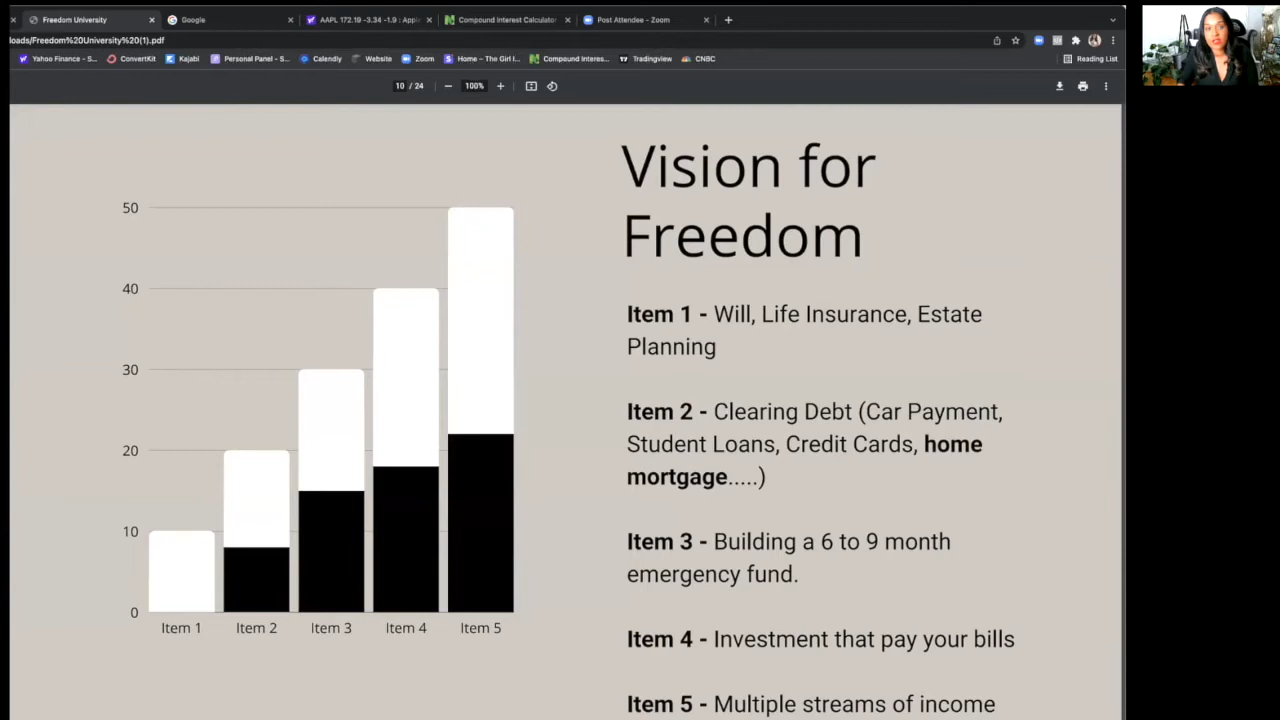 Freedom University
Google
AAPL 172.19 -3.34 -1.9 : Apple
Compound Interest Calculator
Post Attendee - Zoom
loads/Freedom%20University%20(1).pdf
Yahoo Finance - S... ConvertKit Kajabi Personal Panel - S... Calendly Website Zoom Home – The Girl I... Compound Interes... Tradingview CNBC Reading List
10 / 24 100%
Vision for
Freedom
Item 1 - Will, Life Insurance, Estate
Planning
Item 2 - Clearing Debt (Car Payment,
Student Loans, Credit Cards, home
mortgage.....)
Item 3 - Building a 6 to 9 month
emergency fund.
Item 4 - Investment that pay your bills
Item 5 - Multiple streams of income
50
40
30
20
10
0
Item 1 Item 2 Item 3 Item 4 Item 5